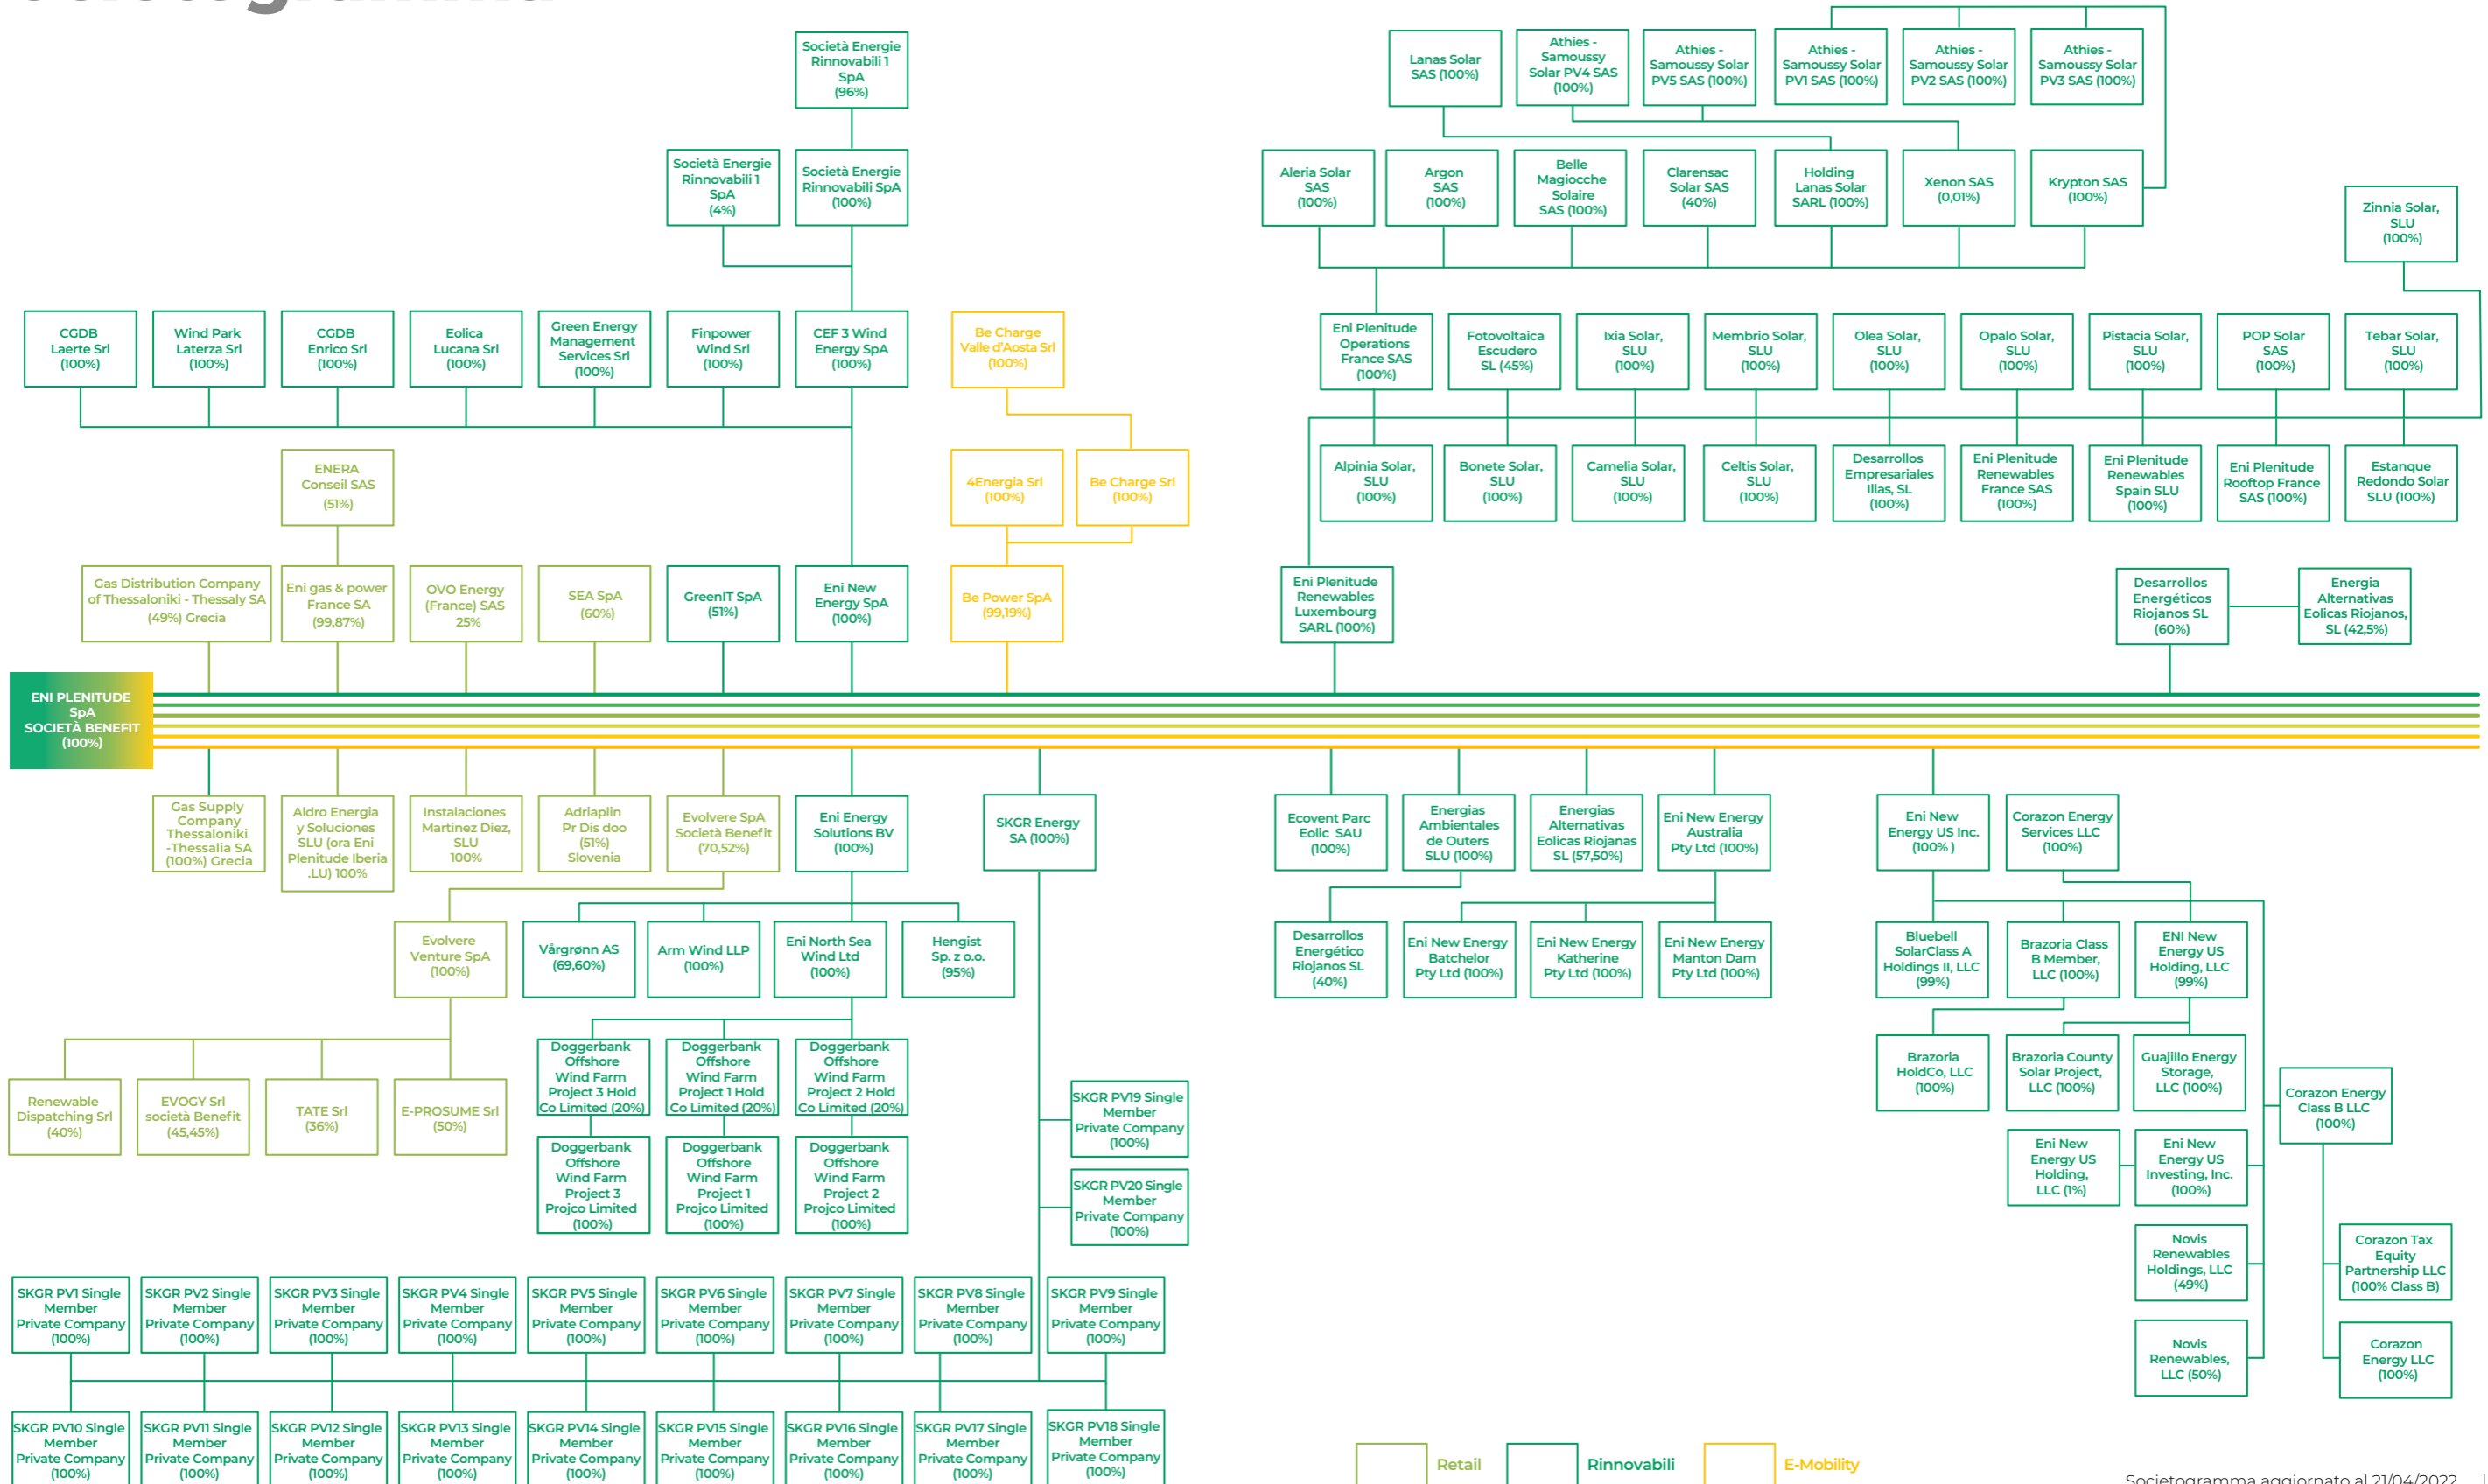 Società Energie
Rinnovabili 1
SpA
(96%)
Lanas Solar
SAS (100%)
Athies -
Samoussy
Solar PV4 SAS
(100%)
Athies -
Samoussy Solar
PV5 SAS (100%)
Athies -
Samoussy Solar
PV1 SAS (100%)
Athies -
Samoussy Solar
PV2 SAS (100%)
Athies -
Samoussy Solar
PV3 SAS (100%)
Società Energie
Rinnovabili 1
SpA
(4%)
Società Energie
Rinnovabili SpA
(100%)
Aleria Solar
SAS
(100%)
Argon
SAS
(100%)
Belle
Magiocche
Solaire
SAS (100%)
Clarensac
Solar SAS
(40%)
Holding
Lanas Solar
SARL (100%)
Xenon SAS
(0,01%)
Krypton SAS
(100%)
Zinnia Solar,
SLU
(100%)
CGDB
Laerte Srl
(100%)
Wind Park
Laterza Srl
(100%)
CGDB
Enrico Srl
(100%)
Eolica
Lucana Srl
(100%)
Green Energy
Management
Services Srl
(100%)
Finpower
Wind Srl
(100%)
CEF 3 Wind
Energy SpA
(100%)
Be Charge
Valle d'Aosta Srl
(100%)
Eni Plenitude
Operations
France SAS
(100%)
Fotovoltaica
Escudero
SL (45%)
Ixia Solar,
SLU
(100%)
Membrio Solar,
SLU
(100%)
Olea Solar,
SLU
(100%)
Opalo Solar,
SLU
(100%)
Pistacia Solar,
SLU
(100%)
POP Solar
SAS
(100%)
Tebar Solar,
SLU
(100%)
ENERA
Conseil SAS
(51%)
4Energia Srl
(100%)
Be Charge Srl
(100%)
Alpinia Solar,
SLU
(100%)
Bonete Solar,
SLU
(100%)
Camelia Solar,
SLU
(100%)
Celtis Solar,
SLU
(100%)
Desarrollos
Empresariales
Illas, SL
(100%)
Eni Plenitude
Renewables
France SAS
(100%)
Eni Plenitude
Renewables
Spain SLU
(100%)
Eni Plenitude
Rooftop France
SAS (100%)
Estanque
Redondo Solar
SLU (100%)
Gas Distribution Company
of Thessaloniki - Thessaly SA
(49%) Grecia
Eni gas & power
France SA
(99,87%)
OVO Energy
(France) SAS
25%
SEA SpA
(60%)
GreenIT SpA
(51%)
Eni New
Energy SpA
(100%)
Be Power SpA
(99,19%)
Eni Plenitude
Renewables
Luxembourg
SARL (100%)
Desarrollos
Energéticos
Riojanos SL
(60%)
Energia
Alternativas
Eolicas Riojanos,
SL (42,5%)
ENI PLENITUDE
SpA
SOCIETÀ BENEFIT
(100%)
Gas Supply
Company
Thessaloniki
-Thessalia SA
(100%) Grecia
Aldro Energia
y Soluciones
SLU (ora Eni
Plenitude Iberia
.LU) 100%
Instalaciones
Martinez Diez,
SLU
100%
Adriaplin
Pr Dis doo
(51%)
Slovenia
Evolvere SpA
Società Benefit
(70,52%)
Eni Energy
Solutions BV
(100%)
SKGR Energy
SA (100%)
Ecovent Parc
Eolic SAU
(100%)
Energias
Ambientales
de Outers
SLU (100%)
Energias
Alternativas
Eolicas Riojanas
SL (57,50%)
Eni New Energy
Australia
Pty Ltd (100%)
Eni New
Energy US Inc.
(100% )
Corazon Energy
Services LLC
(100%)
Evolvere
Venture SpA
(100%)
Vårgrønn AS
(69,60%)
Arm Wind LLP
(100%)
Eni North Sea
Wind Ltd
(100%)
Hengist
Sp. z o.o.
(95%)
Desarrollos
Energético
Riojanos SL
(40%)
Eni New Energy
Batchelor
Pty Ltd (100%)
Eni New Energy
Katherine
Pty Ltd (100%)
Eni New Energy
Manton Dam
Pty Ltd (100%)
Bluebell
SolarClass A
Holdings II, LLC
(99%)
Brazoria Class
B Member,
LLC (100%)
ENI New
Energy US
Holding, LLC
(99%)
Renewable
Dispatching Srl
(40%)
EVOGY Srl
società Benefit
(45,45%)
TATE Srl
(36%)
E-PROSUME Srl
(50%)
Doggerbank
Offshore
Wind Farm
Project 3 Hold
Co Limited (20%)
Doggerbank
Offshore
Wind Farm
Project 1 Hold
Co Limited (20%)
Doggerbank
Offshore
Wind Farm
Project 2 Hold
Co Limited (20%)
Brazoria
HoldCo, LLC
(100%)
Brazoria County
Solar Project,
LLC (100%)
Guajillo Energy
Storage,
LLC (100%)
Corazon Energy
Class B LLC
(100%)
SKGR PV19 Single
Member
Private Company
(100%)
Doggerbank
Offshore
Wind Farm
Project 3
Projco Limited
(100%)
Doggerbank
Offshore
Wind Farm
Project 1
Projco Limited
(100%)
Doggerbank
Offshore
Wind Farm
Project 2
Projco Limited
(100%)
SKGR PV20 Single
Member
Private Company
(100%)
Eni New
Energy US
Holding,
LLC (1%)
Eni New
Energy US
Investing, Inc.
(100%)
Novis
Renewables
Holdings, LLC
(49%)
Corazon Tax
Equity
Partnership LLC
(100% Class B)
SKGR PV1 Single
Member
Private Company
(100%)
SKGR PV2 Single
Member
Private Company
(100%)
SKGR PV3 Single
Member
Private Company
(100%)
SKGR PV4 Single
Member
Private Company
(100%)
SKGR PV5 Single
Member
Private Company
(100%)
SKGR PV6 Single
Member
Private Company
(100%)
SKGR PV7 Single
Member
Private Company
(100%)
SKGR PV8 Single
Member
Private Company
(100%)
SKGR PV9 Single
Member
Private Company
(100%)
Novis
Renewables,
LLC (50%)
Corazon
Energy LLC
(100%)
SKGR PV10 Single
Member
Private Company
(100%)
SKGR PV11 Single
Member
Private Company
(100%)
SKGR PV12 Single
Member
Private Company
(100%)
SKGR PV13 Single
Member
Private Company
(100%)
SKGR PV14 Single
Member
Private Company
(100%)
SKGR PV15 Single
Member
Private Company
(100%)
SKGR PV16 Single
Member
Private Company
(100%)
SKGR PV17 Single
Member
Private Company
(100%)
SKGR PV18 Single
Member
Private Company
(100%)
Retail
Rinnovabili
E-Mobility
Societogramma aggiornato al 21/04/2022